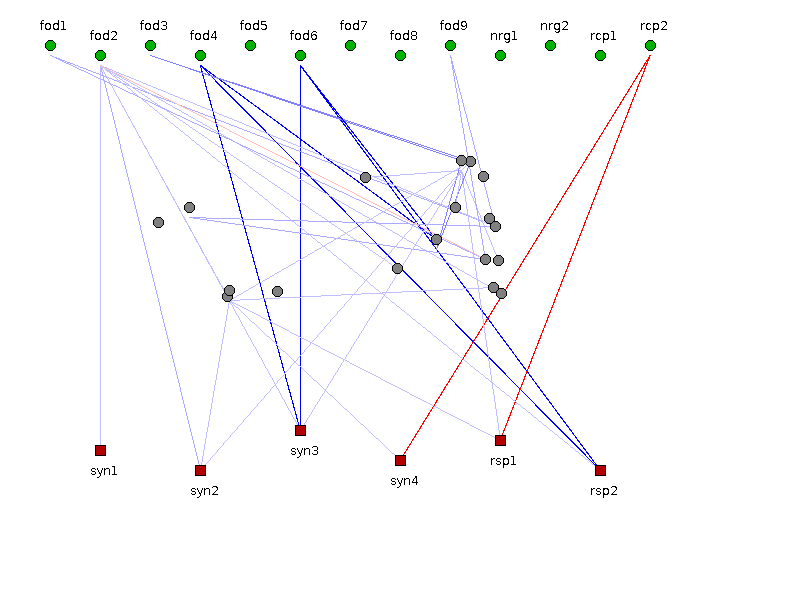 fod1 fod2 fod3 fod4 fod5 fod6 fod7 fod8 fod9 nrg1 nrg2 rcp1 rcp2
syn1 syn2 syn3 syn4 rsp1 rsp2